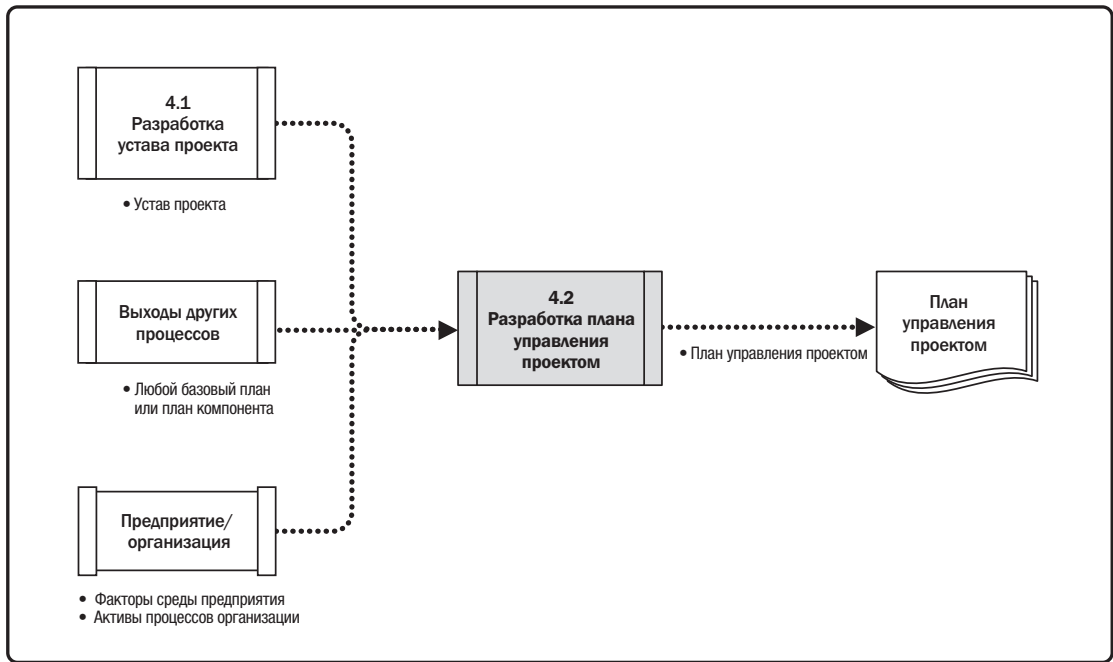 4.1
Разработка
устава проекта
• Устав проекта
Выходы других
процессов
• Любой базовый план
или план компонента
Предприятие/
организация
• Факторы среды предприятия
• Активы процессов организации
4.2
Разработка плана
управления
проектом
• План управления проектом
План
управления
проектом